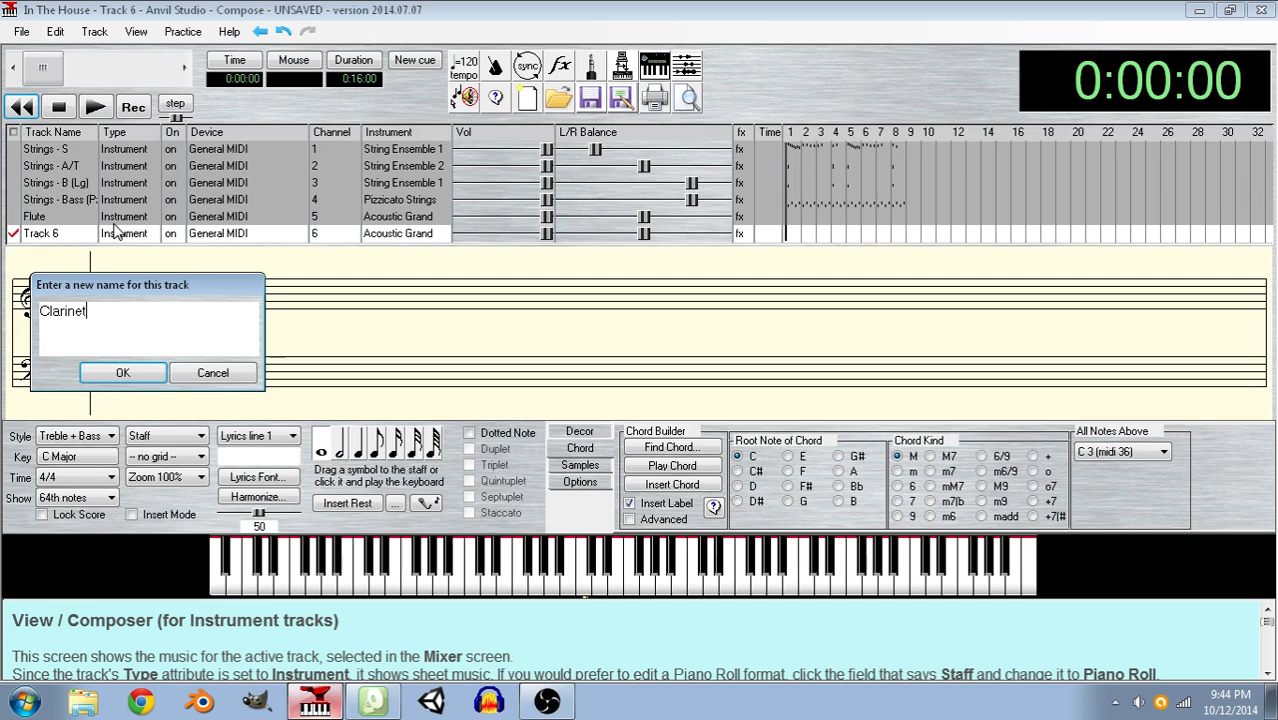 In The House - Track 6 - Anvil Studio - Compose - UNSAVED - version 2014.07.07
File Edit Track View Practice Help
Time Mouse Duration New cue
0:00:00 0:16:00
♩=120
tempo
sync
fx
0:00:00
Rec
step
Track Name Type On Device Channel Instrument Vol L/R Balance fx Time 1 2 3 4 5 6 7 8 9 10 12 14 16 18 20 22 24 26 28 30 32
Strings - S Instrument on General MIDI 1 String Ensemble 1 fx
Strings - A/T Instrument on General MIDI 2 String Ensemble 2 fx
Strings - B (Lg) Instrument on General MIDI 3 String Ensemble 1 fx
Strings - Bass (P: Instrument on General MIDI 4 Pizzicato Strings fx
Flute Instrument on General MIDI 5 Acoustic Grand fx
Track 6 Instrument on General MIDI 6 Acoustic Grand fx
Enter a new name for this track
Clarinet
OK Cancel
Style Treble + Bass Staff Lyrics line 1
Key C Major -- no grid --
Time 4/4 Zoom 100% Lyrics Font...
Show 64th notes Harmonize...
Lock Score Insert Mode 50
Drag a symbol to the staff or
click it and play the keyboard
Insert Rest ...
Dotted Note
Duplet
Triplet
Quintuplet
Septuplet
Staccato
Decor
Chord
Samples
Options
Chord Builder
Find Chord...
Play Chord
Insert Chord
Insert Label
Advanced
Root Note of Chord
C E G#
C# F A
D F# Bb
D# G B
Chord Kind
M M7 6/9 +
m m7 m6/9 o
6 mM7 M9 o7
7 m7(b m9 +7
9 m6 madd +7(#
All Notes Above
C 3 (midi 36)
View / Composer (for Instrument tracks)
This screen shows the music for the active track, selected in the Mixer screen.
Since the track's Type attribute is set to Instrument, it shows sheet music. If you would prefer to edit a Piano Roll format, click the field that says Staff and change it to Piano Roll.
9:44 PM
10/12/2014